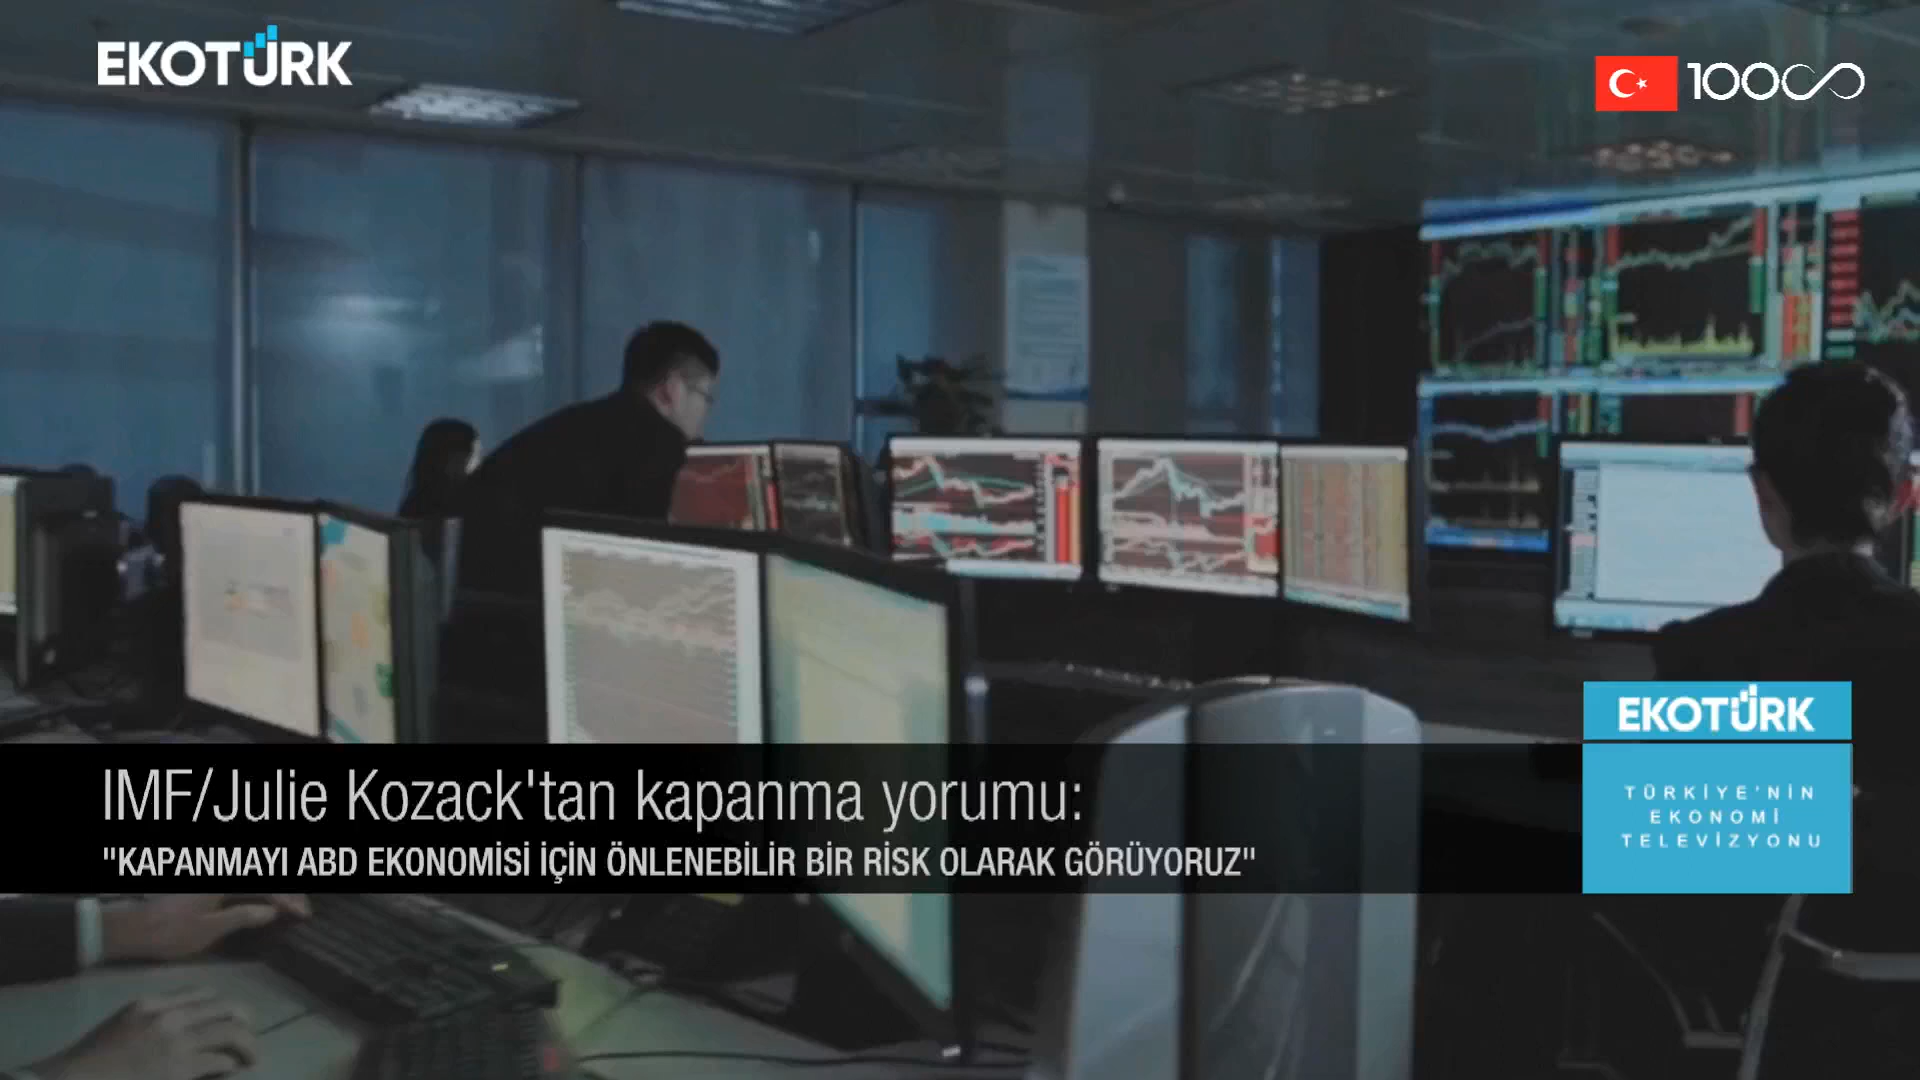 EKOTÜRK
100
IMF/Julie Kozack'tan kapanma yorumu:
"KAPANMAYI ABD EKONOMİSİ İÇİN ÖNLENEBİLİR BİR RİSK OLARAK GÖRÜYORUZ"
EKOTÜRK
TÜRKİYE'NİN
EKONOMİ
TELEVİZYONU